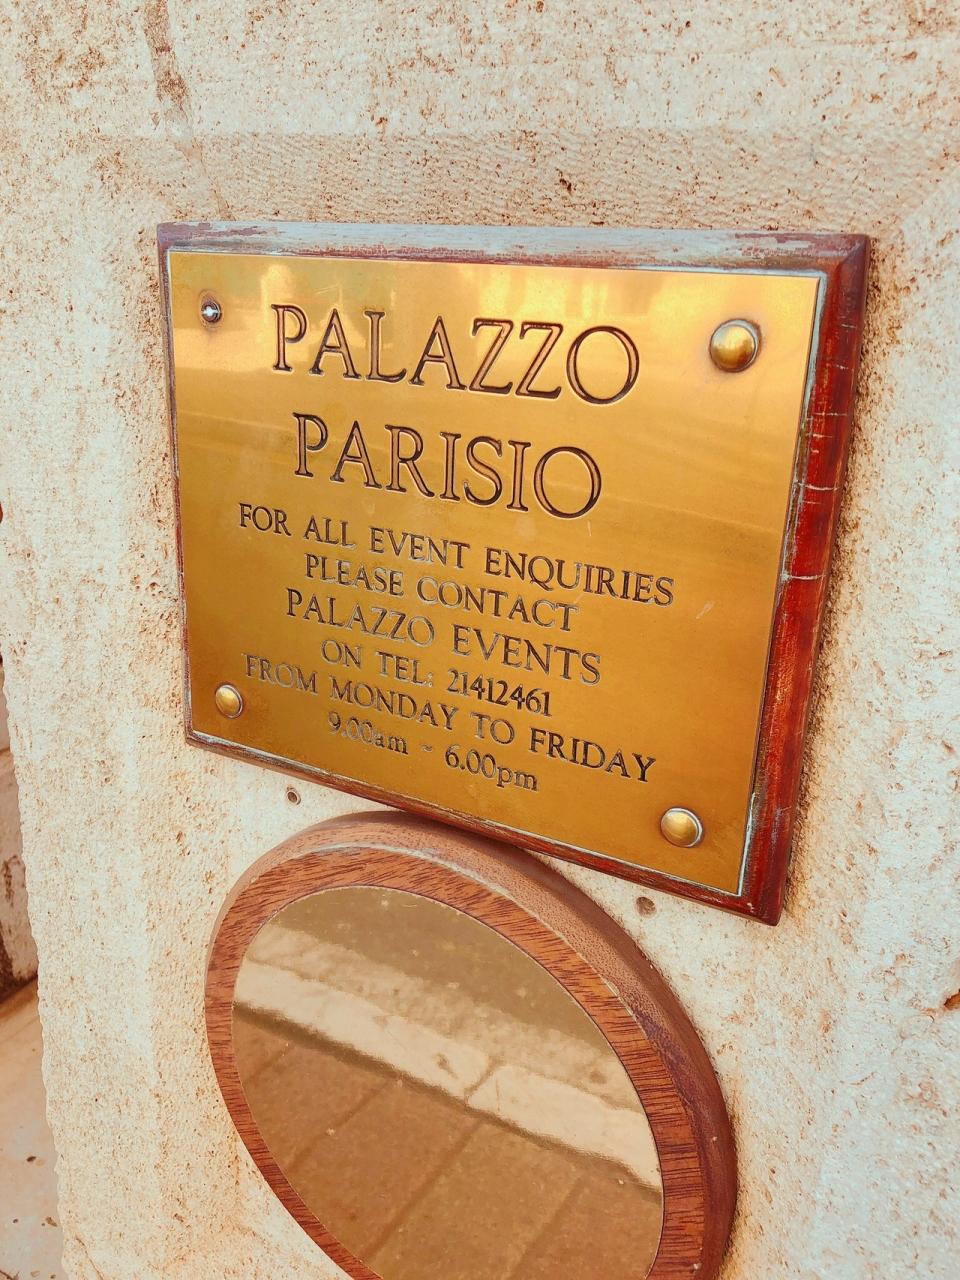 PALAZZO
PARISIO
FOR ALL EVENT ENQUIRIES
PLEASE CONTACT
PALAZZO EVENTS
ON TEL: 21412461
FROM MONDAY TO FRIDAY
9.00am ~ 6.00pm